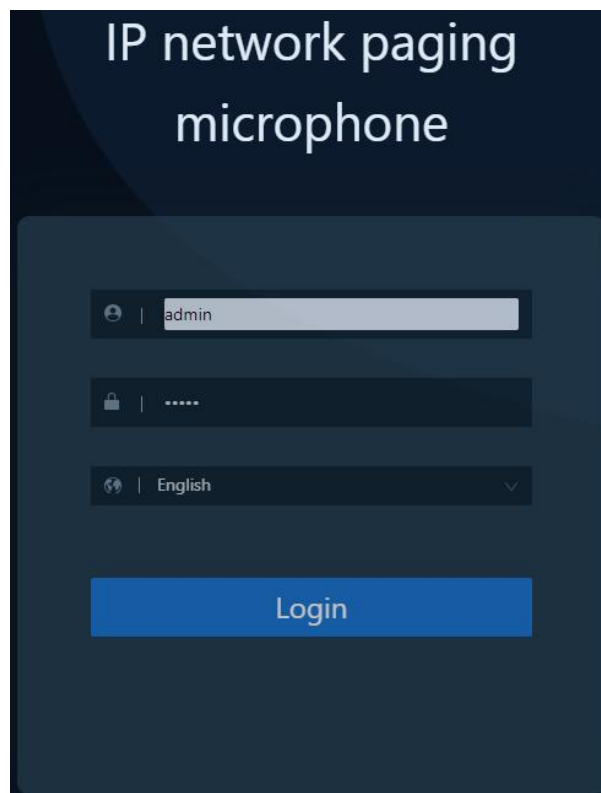 IP network paging
microphone
admin
•••••
English
Login